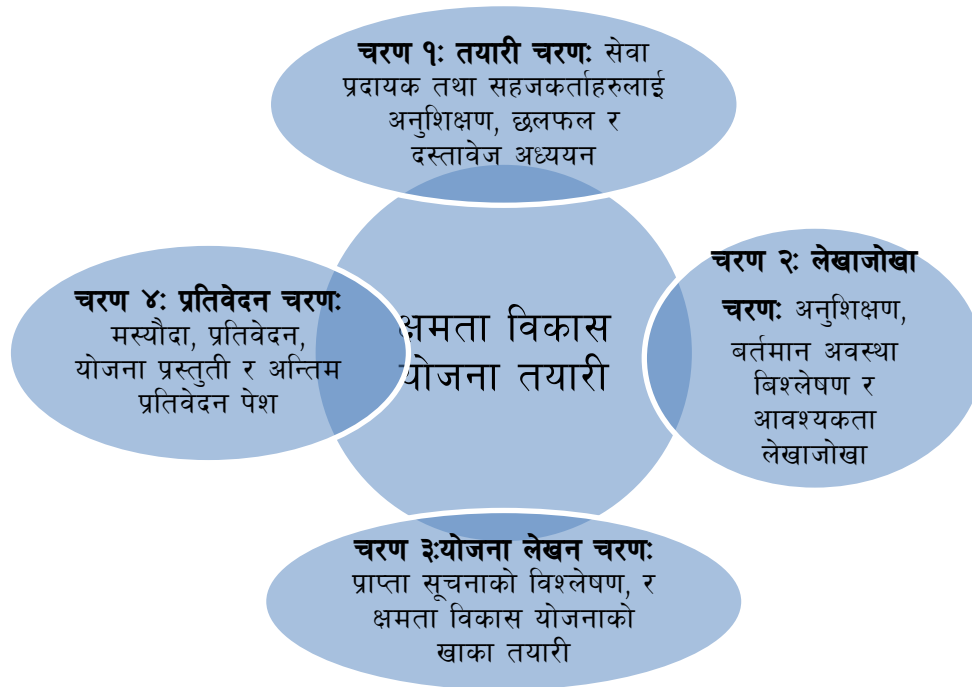 चरण १: तयारी चरण: सेवा
प्रदायक तथा सहजकर्ताहरुलाई
अनुशिक्षण, छलफल र
दस्तावेज अध्ययन
चरण २: लेखाजोखा
चरण: अनुशिक्षण,
बर्तमान अवस्था
बिश्लेषण र
आवश्यकता
लेखाजोखा
चरण ३:योजना लेखन चरण:
प्राप्ता सूचनाको विश्लेषण, र
क्षमता विकास योजनाको
खाका तयारी
चरण ४: प्रतिवेदन चरण:
मस्यौदा, प्रतिवेदन,
योजना प्रस्तुती र अन्तिम
प्रतिवेदन पेश
क्षमता विकास
योजना तयारी